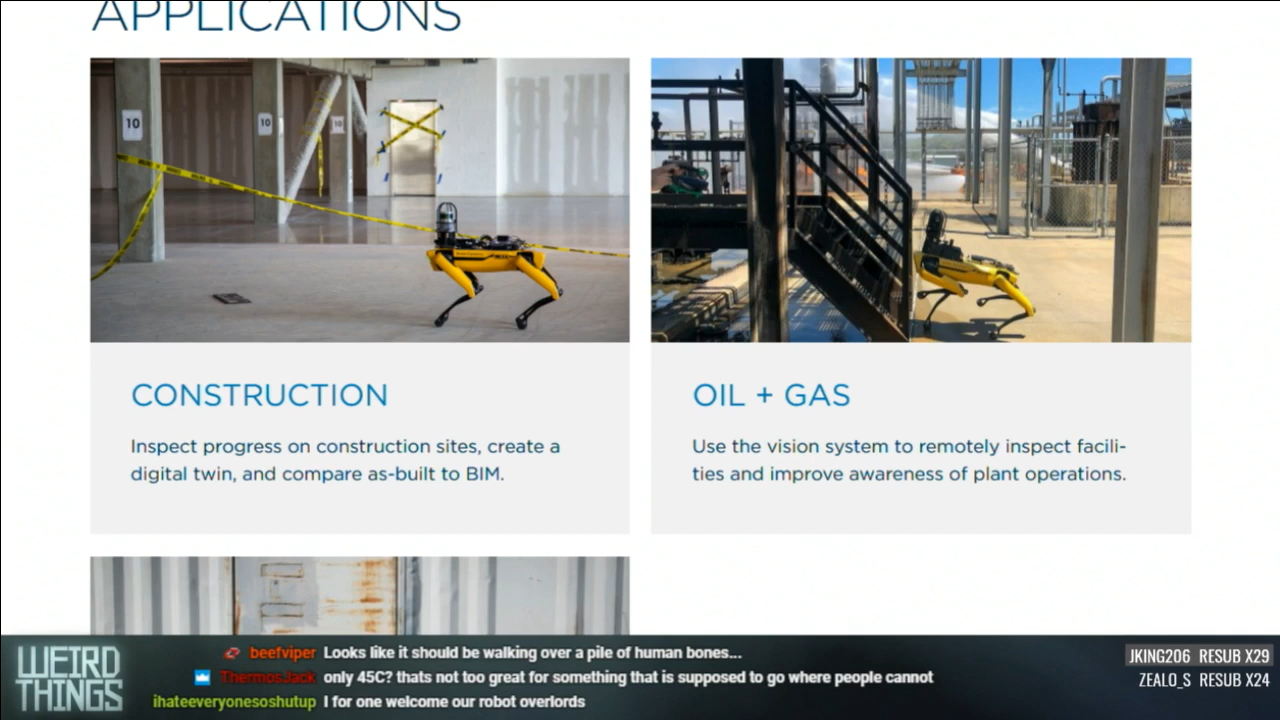 APPLICATIONS
10
10
10
CONSTRUCTION
Inspect progress on construction sites, create a
digital twin, and compare as-built to BIM.
OIL + GAS
Use the vision system to remotely inspect facili-
ties and improve awareness of plant operations.
WEIRD
THINGS
beefviper Looks like it should be walking over a pile of human bones...
ThermosJack only 45C? thats not too great for something that is supposed to go where people cannot
ihateeveryonesoshutup I for one welcome our robot overlords
JKING206 RESUB X29
ZEALO_S RESUB X24